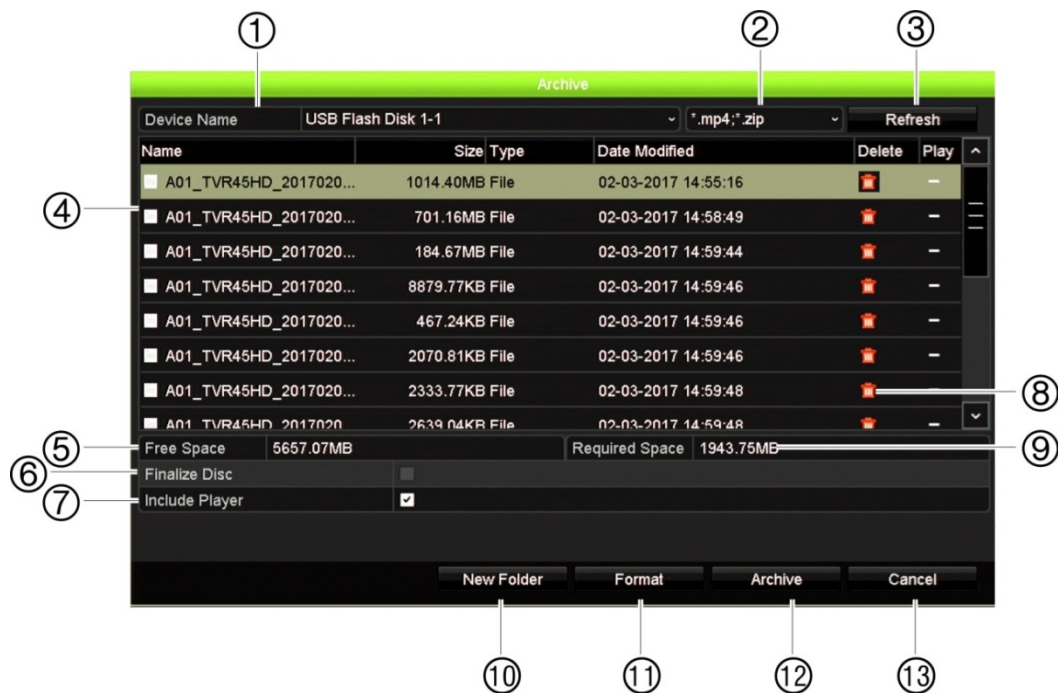 ① ② ③
Archive
Device Name USB Flash Disk 1-1 *.mp4;*.zip Refresh
Name Size Type Date Modified Delete Play
A01_TVR45HD_2017020... 1014.40MB File 02-03-2017 14:55:16
④ A01_TVR45HD_2017020... 701.16MB File 02-03-2017 14:58:49
A01_TVR45HD_2017020... 184.67MB File 02-03-2017 14:59:44
A01_TVR45HD_2017020... 8879.77KB File 02-03-2017 14:59:46
A01_TVR45HD_2017020... 467.24KB File 02-03-2017 14:59:46
A01_TVR45HD_2017020... 2070.81KB File 02-03-2017 14:59:46
A01_TVR45HD_2017020... 2333.77KB File 02-03-2017 14:59:48 ⑧
A01_TVR45HD_2017020... 2639.04KB File 02-03-2017 14:59:48
⑤ Free Space 5657.07MB Required Space 1943.75MB ⑨
⑥ Finalize Disc
⑦ Include Player
New Folder Format Archive Cancel
⑩ ⑪ ⑫ ⑬